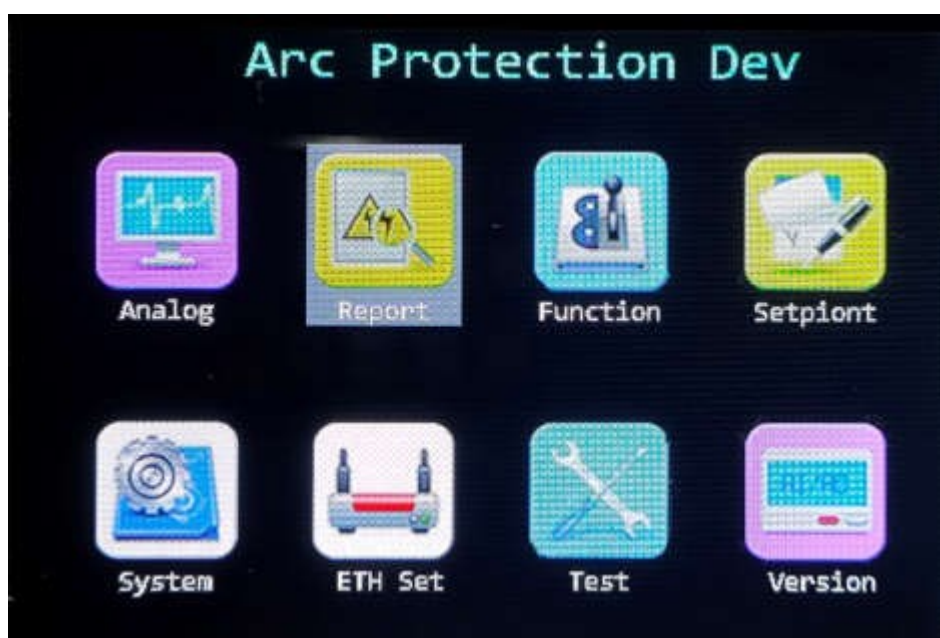 Arc Protection Dev
Analog Report Function Setpiont
System ETH Set Test Version